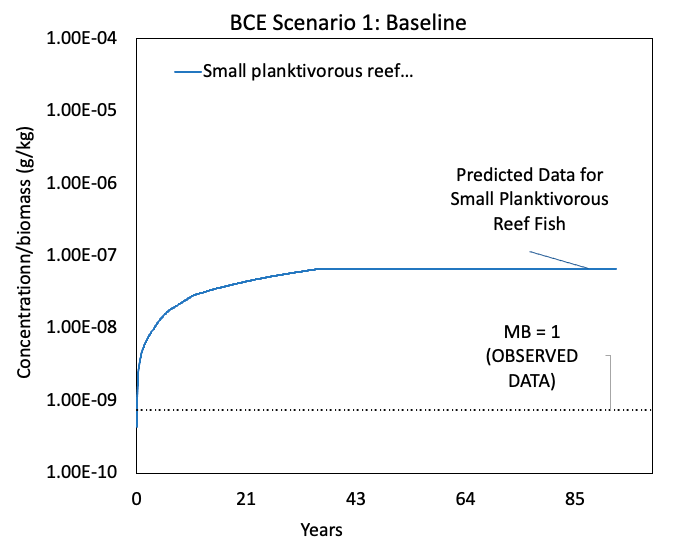 BCE Scenario 1: Baseline
1.00E-04
Small planktivorous reef...
1.00E-05
1.00E-06
Predicted Data for
Small Planktivorous
Reef Fish
1.00E-07
1.00E-08
MB = 1
(OBSERVED
DATA)
1.00E-09
1.00E-10
Concentrationn/biomass (g/kg)
0 21 43 64 85
Years